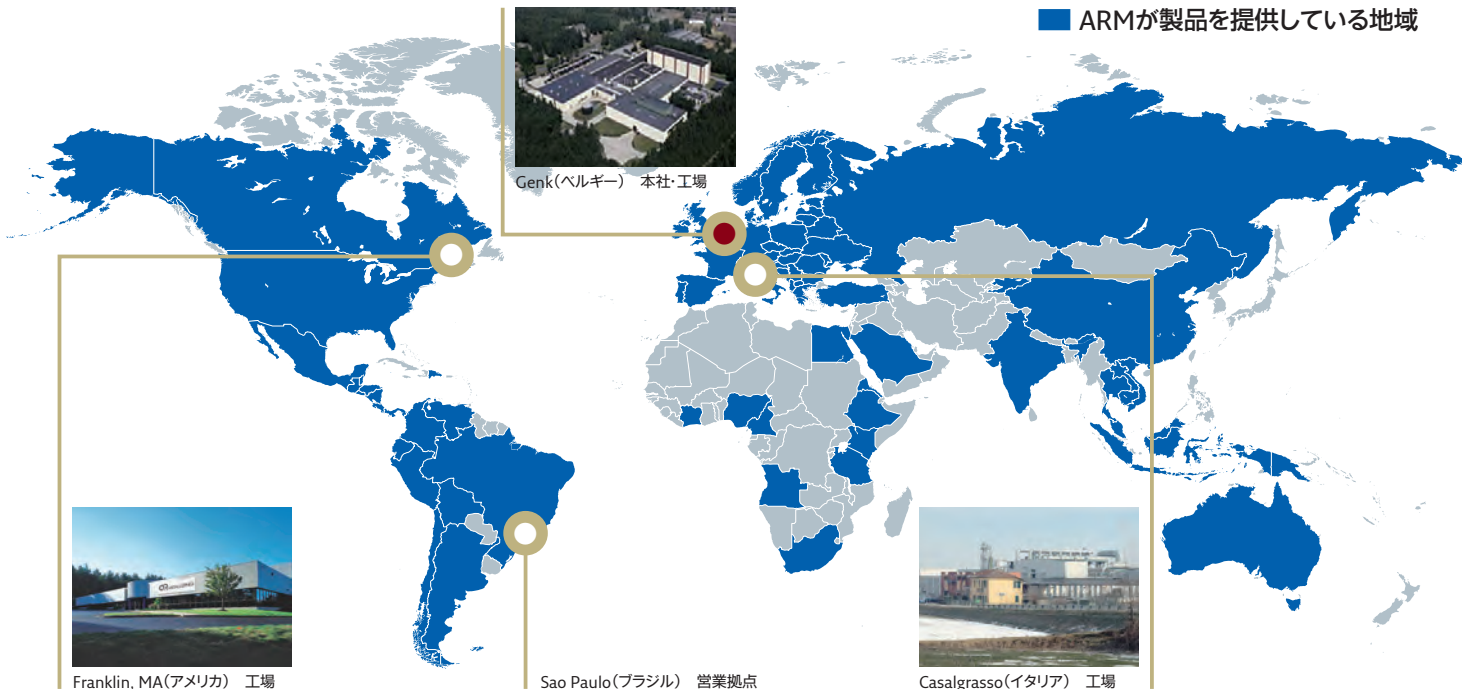 ARMが製品を提供している地域
Genk（ベルギー） 本社・工場
Franklin, MA（アメリカ） 工場
Sao Paulo（ブラジル） 営業拠点
Casalgrasso（イタリア） 工場